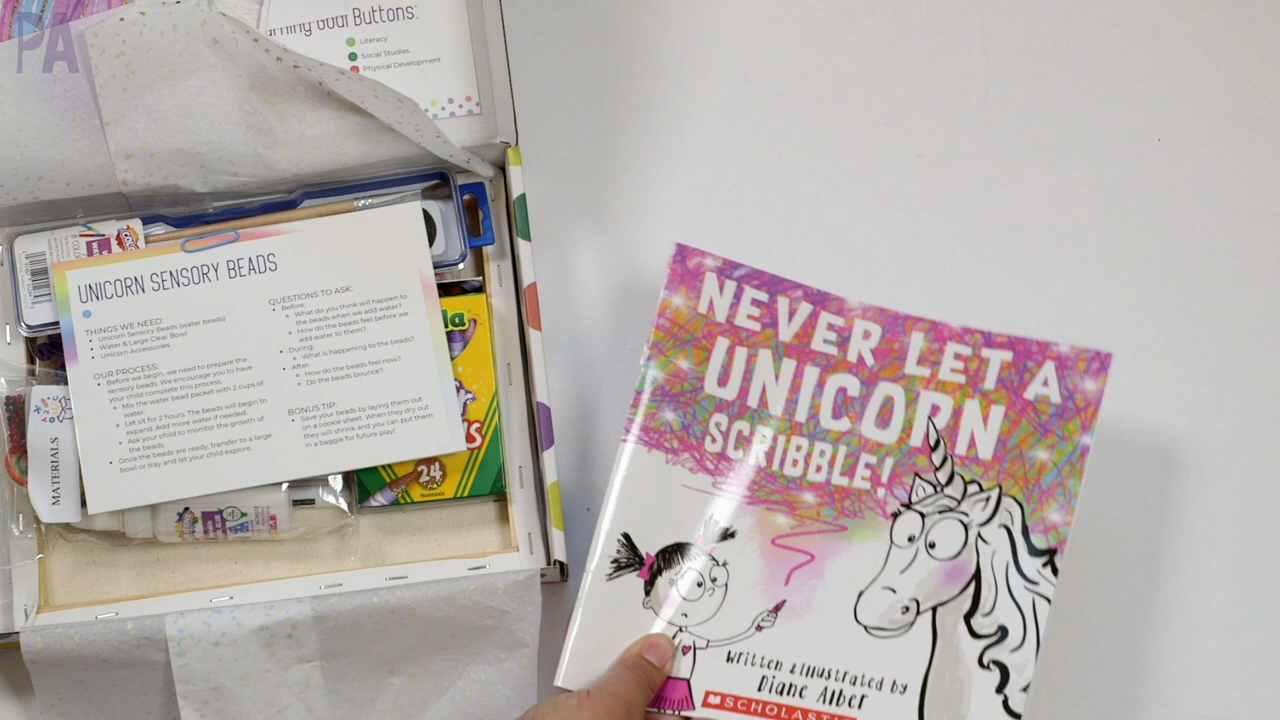 PA
Buttons:
Literacy
Social Studies
Physical Development
UNICORN SENSORY BEADS
THINGS WE NEED:
Unicorn Sensory Beads (water beads)
Water & Large Clear Bowl
Unicorn Accessories
OUR PROCESS:
Before we begin, we need to prepare the
sensory beads. We encourage you to have
your child complete this process.
Mix the water bead packet with 2 cups of
water.
Let sit for 2 hours. The beads will begin to
expand. Add more water if needed.
Ask your child to monitor the growth of
the beads.
Once the beads are ready, transfer to a large
bowl or tray and let your child explore.
QUESTIONS TO ASK:
Before:
What do you think will happen to
the beads when we add water?
How do the beads feel before we
add water to them?
During:
What is happening to the beads?
After:
How do the beads feel now?
Do the beads bounce?
BONUS TIP:
Save your beads by laying them out
on a cookie sheet. When they dry out
they will shrink and you can put them
in a baggie for future play!
MATERIALS
24
Nontoxic
NEVER LET A
UNICORN
SCRIBBLE!
Written & Illustrated by
Diane Alber
SCHOLASTIC